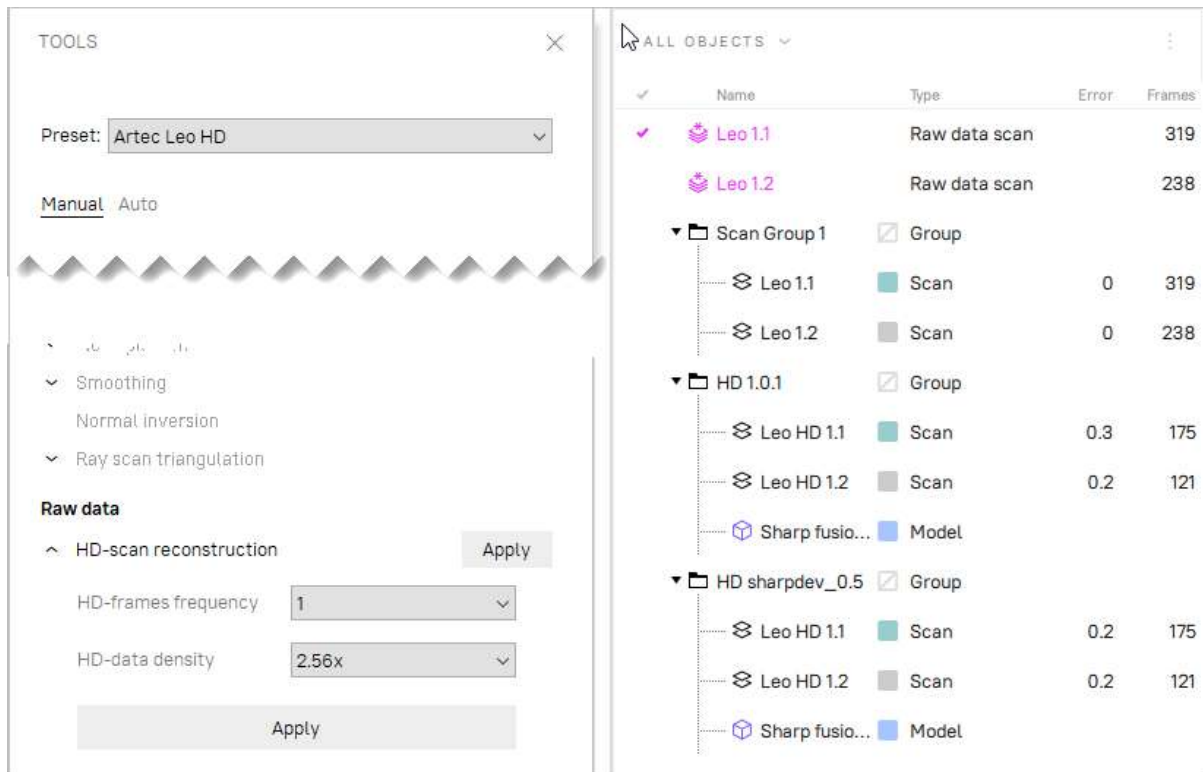 TOOLS
Preset: Artec Leo HD
Manual Auto
Smoothing
Normal inversion
Ray scan triangulation
Raw data
HD-scan reconstruction Apply
HD-frames frequency 1
HD-data density 2.56x
Apply
ALL OBJECTS
Name Type Error Frames
Leo 1.1 Raw data scan 319
Leo 1.2 Raw data scan 238
Scan Group 1 Group
Leo 1.1 Scan 0 319
Leo 1.2 Scan 0 238
HD 1.0.1 Group
Leo HD 1.1 Scan 0.3 175
Leo HD 1.2 Scan 0.2 121
Sharp fusio... Model
HD sharpdev_0.5 Group
Leo HD 1.1 Scan 0.2 175
Leo HD 1.2 Scan 0.2 121
Sharp fusio... Model